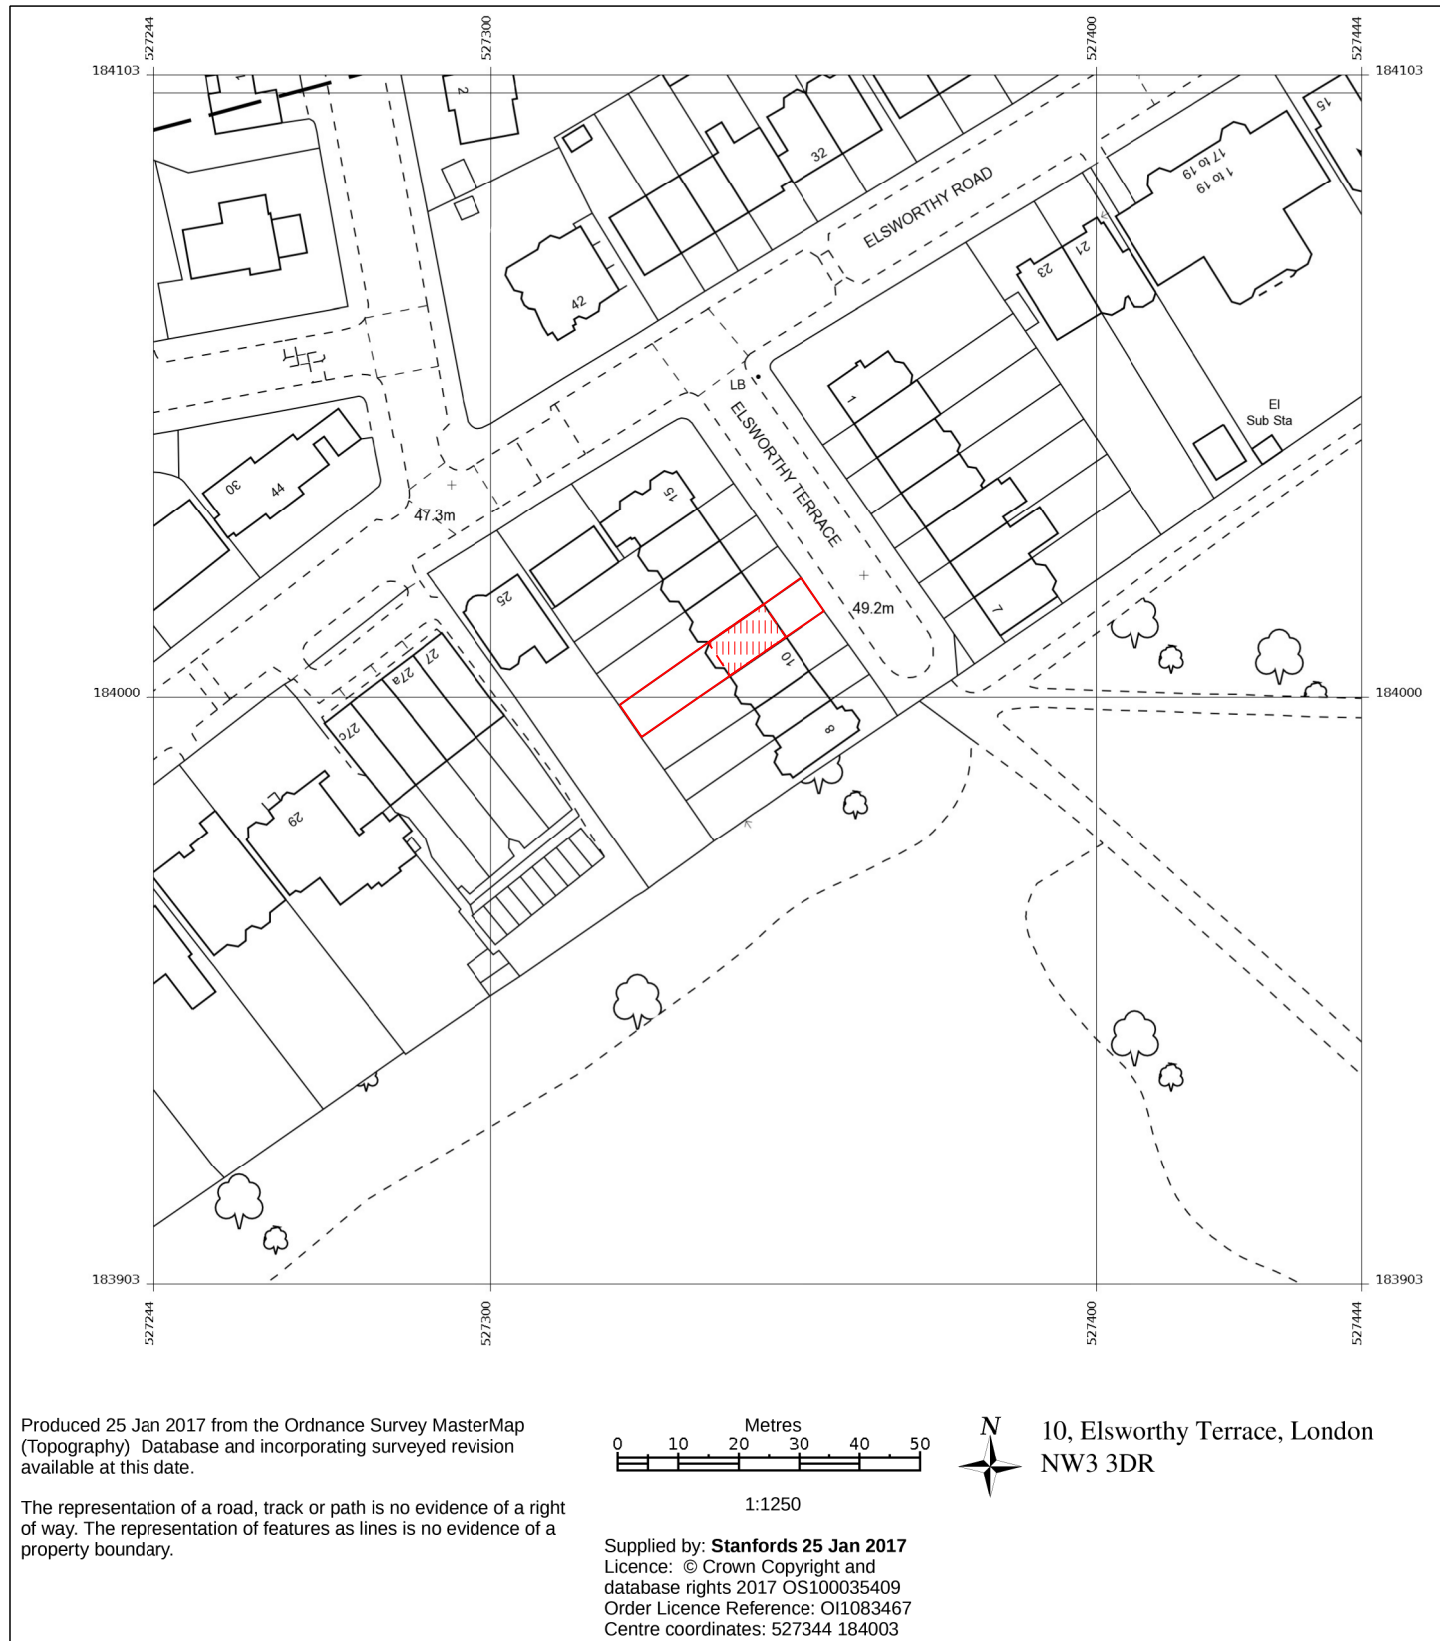 527244
527300
527400
527444
184103
184103
1
2
32
15
17 to 19
1 to 19
ELSWORTHY ROAD
21
23
42
LB
1
El
Sub Sta
ELSWORTHY TERRACE
30
44
15
47.3m
49.2m
25
7
27
27a
10
184000
184000
27c
8
29
183903
183903
527244
527300
527400
527444
Produced 25 Jan 2017 from the Ordnance Survey MasterMap
(Topography) Database and incorporating surveyed revision
available at this date.
The representation of a road, track or path is no evidence of a right
of way. The representation of features as lines is no evidence of a
property boundary.
Metres
0 10 20 30 40 50
1:1250
Supplied by: Stanfords 25 Jan 2017
Licence: © Crown Copyright and
database rights 2017 OS100035409
Order Licence Reference: OI1083467
Centre coordinates: 527344 184003
N
10, Elsworthy Terrace, London
NW3 3DR